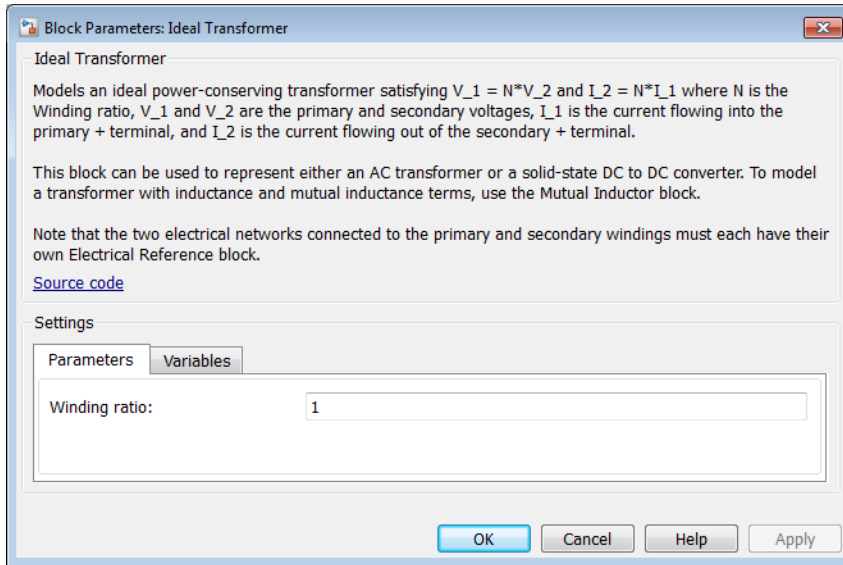 Block Parameters: Ideal Transformer
Ideal Transformer
Models an ideal power-conserving transformer satisfying V_1 = N*V_2 and I_2 = N*I_1 where N is the
Winding ratio, V_1 and V_2 are the primary and secondary voltages, I_1 is the current flowing into the
primary + terminal, and I_2 is the current flowing out of the secondary + terminal.
This block can be used to represent either an AC transformer or a solid-state DC to DC converter. To model
a transformer with inductance and mutual inductance terms, use the Mutual Inductor block.
Note that the two electrical networks connected to the primary and secondary windings must each have their
own Electrical Reference block.
Source code
Settings
Parameters Variables
Winding ratio: 1
OK Cancel Help Apply